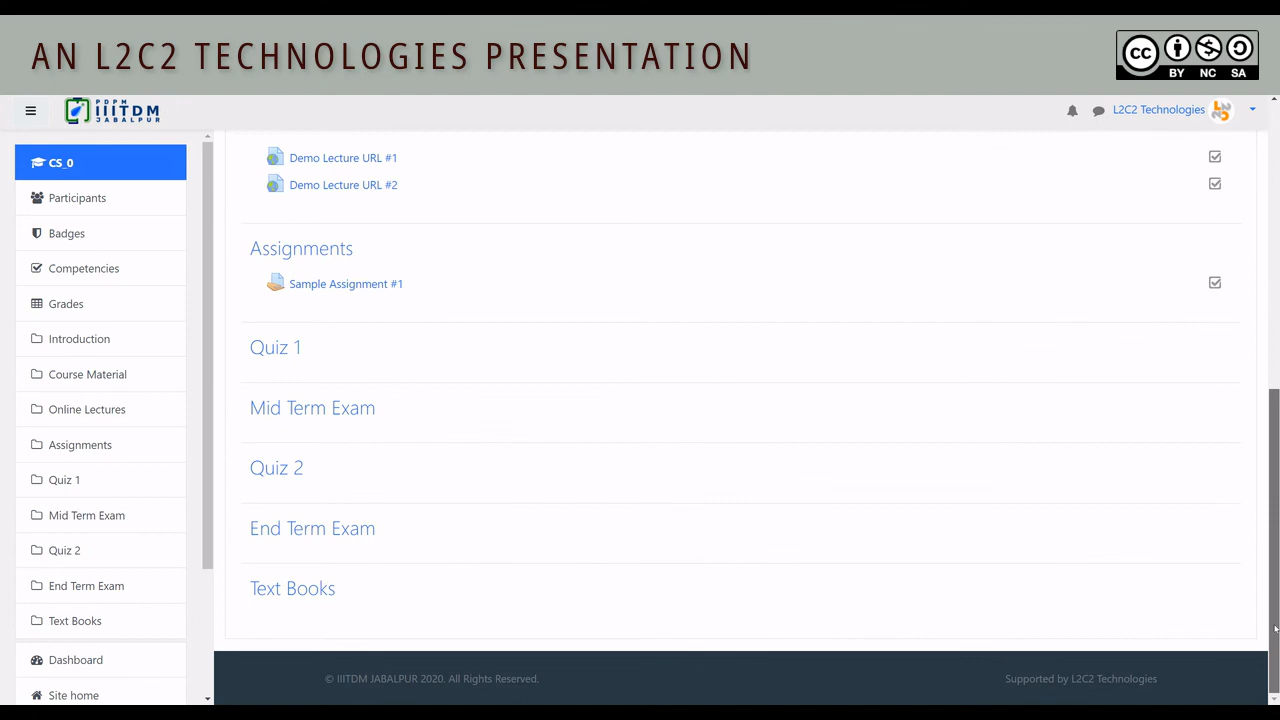 AN L2C2 TECHNOLOGIES PRESENTATION
CC BY NC SA
PDPM IIITDM JABALPUR
L2C2 Technologies
CS_0
Participants
Badges
Competencies
Grades
Introduction
Course Material
Online Lectures
Assignments
Quiz 1
Mid Term Exam
Quiz 2
End Term Exam
Text Books
Dashboard
Site home
Demo Lecture URL #1
Demo Lecture URL #2
Assignments
Sample Assignment #1
Quiz 1
Mid Term Exam
Quiz 2
End Term Exam
Text Books
© IIITDM JABALPUR 2020. All Rights Reserved.
Supported by L2C2 Technologies